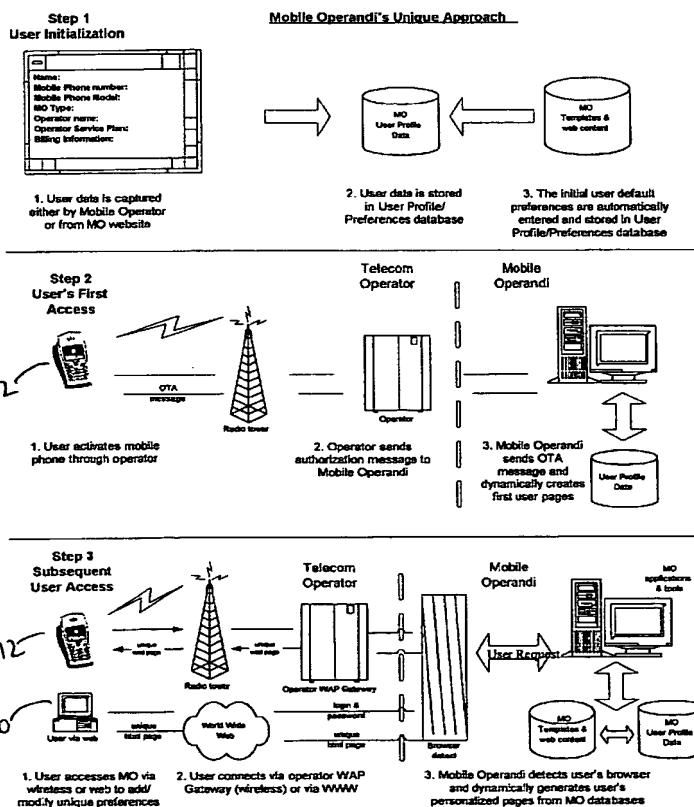 Step 1
User Initialization
Mobile Operandi's Unique Approach
Name:
Mobile Phone number:
Mobile Phone Model:
MO Type:
Operator name:
Operator Service Plan:
Billing Information:
MO
User Profile
Data
MO
Templates &
web content
1. User data is captured
either by Mobile Operator
or from MO website
2. User data is stored
in User Profile/
Preferences database
3. The initial user default
preferences are automatically
entered and stored in User
Profile/Preferences database
Step 2
User's First
Access
Telecom
Operator
Mobile
Operandi
OTA
message
Radio tower
Operator
1. User activates mobile
phone through operator
2. Operator sends
authorization message to
Mobile Operandi
3. Mobile Operandi
sends OTA
message and
dynamically creates
first user pages
User Profile
Data
Step 3
Subsequent
User Access
Telecom
Operator
Mobile
Operandi
MO
applications
& tools
12
unique
wml page
Radio tower
unique
wml page
Operator WAP Gateway
User Request
User via web
unique
html page
World Wide
Web
login &
password
unique
html page
Browser
detect
MO
Templates &
web content
MO
User Profile
Data
1. User accesses MO via
wireless or web to add/
modify unique preferences
2. User connects via operator WAP
Gateway (wireless) or via WWW
3. Mobile Operandi detects user's browser
and dynamically generates user's
personalized pages from MO databases